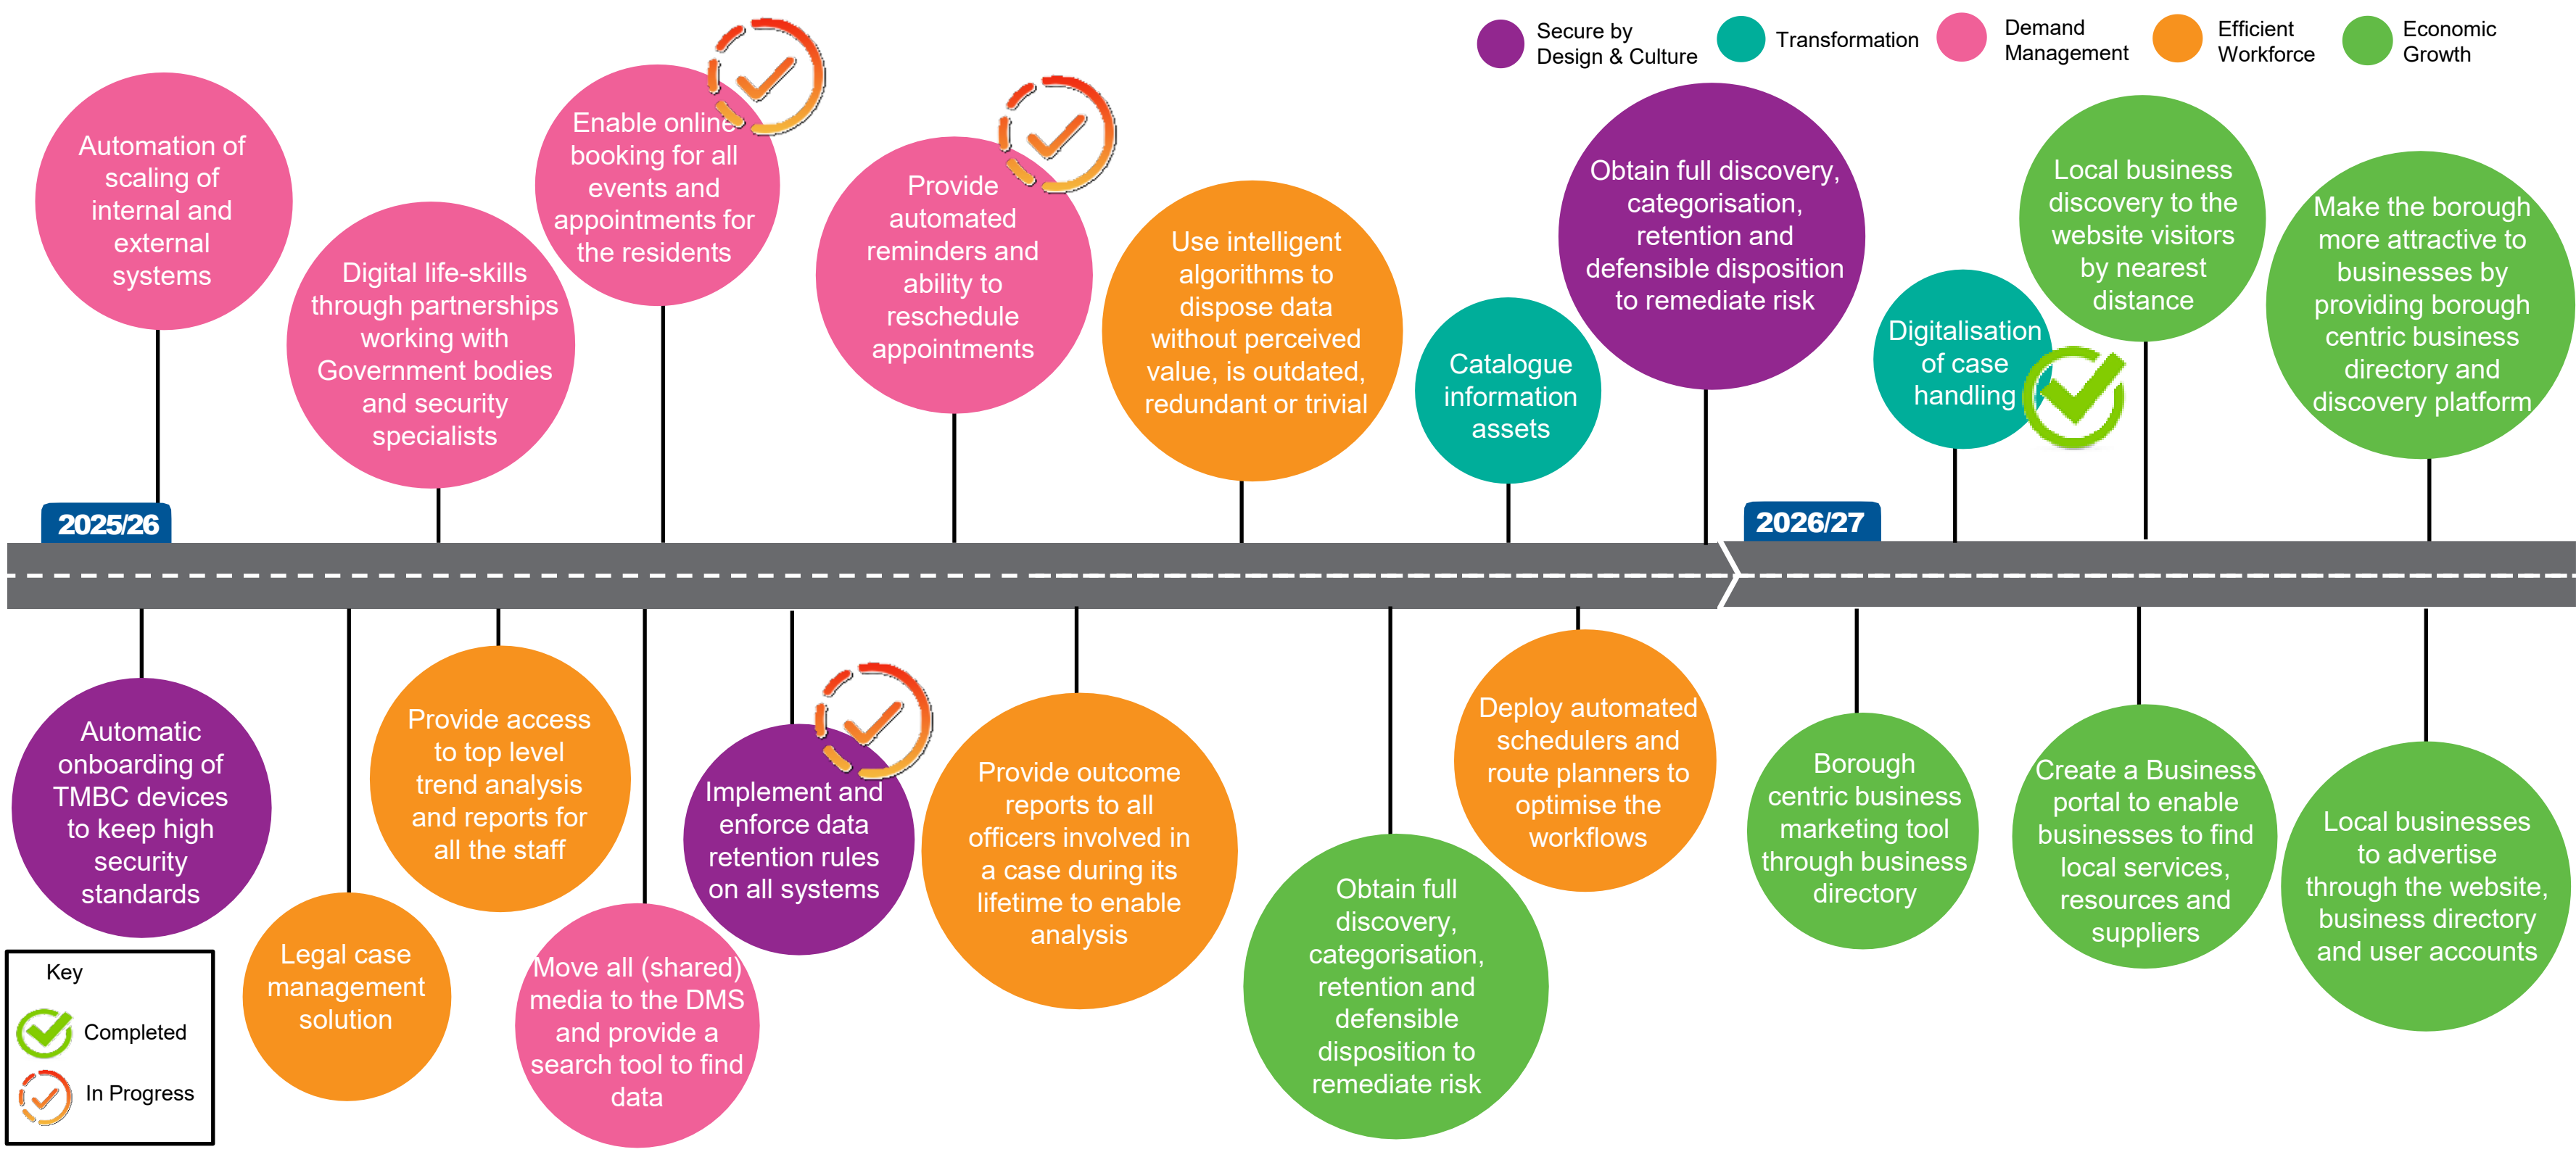 Secure by
Design & Culture
Transformation
Demand
Management
Efficient
Workforce
Economic
Growth
Automation of
scaling of
internal and
external
systems
Digital life-skills
through partnerships
working with
Government bodies
and security
specialists
Enable online
booking for all
events and
appointments for
the residents
Provide
automated
reminders and
ability to
reschedule
appointments
Use intelligent
algorithms to
dispose data
without perceived
value, is outdated,
redundant or trivial
Catalogue
information
assets
Obtain full discovery,
categorisation,
retention and
defensible disposition
to remediate risk
Digitalisation
of case
handling
Local business
discovery to the
website visitors
by nearest
distance
Make the borough
more attractive to
businesses by
providing borough
centric business
directory and
discovery platform
2025/26
2026/27
Automatic
onboarding of
TMBC devices
to keep high
security
standards
Legal case
management
solution
Provide access
to top level
trend analysis
and reports for
all the staff
Move all (shared)
media to the DMS
and provide a
search tool to find
data
Implement and
enforce data
retention rules
on all systems
Provide outcome
reports to all
officers involved in
a case during its
lifetime to enable
analysis
Obtain full
discovery,
categorisation,
retention and
defensible
disposition to
remediate risk
Deploy automated
schedulers and
route planners to
optimise the
workflows
Borough
centric business
marketing tool
through business
directory
Create a Business
portal to enable
businesses to find
local services,
resources and
suppliers
Local businesses
to advertise
through the website,
business directory
and user accounts
Key
Completed
In Progress